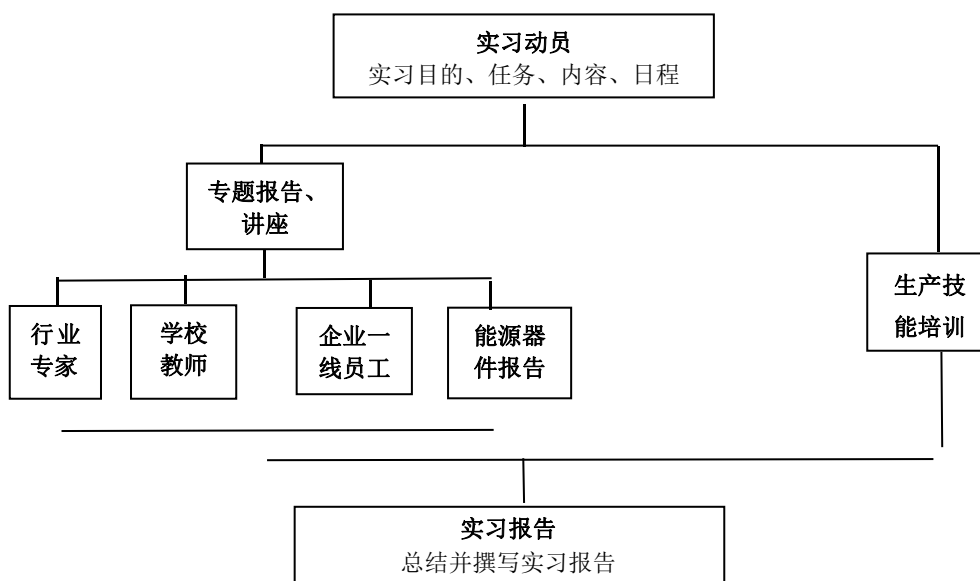 实习动员
实习目的、任务、内容、日程
专题报告、
讲座
行业
专家
学校
教师
企业一
线员工
能源器
件报告
生产技
能培训
实习报告
总结并撰写实习报告